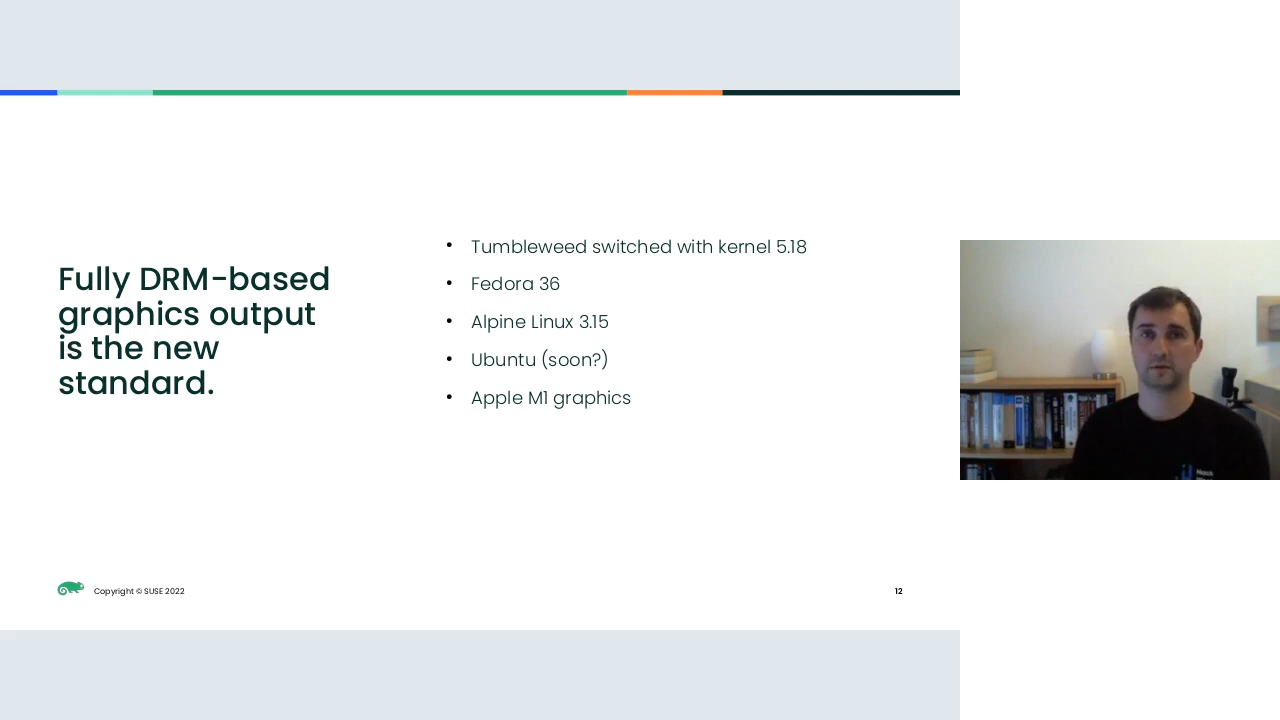 Fully DRM-based
graphics output
is the new
standard.
• Tumbleweed switched with kernel 5.18
• Fedora 36
• Alpine Linux 3.15
• Ubuntu (soon?)
• Apple M1 graphics
Copyright © SUSE 2022
12